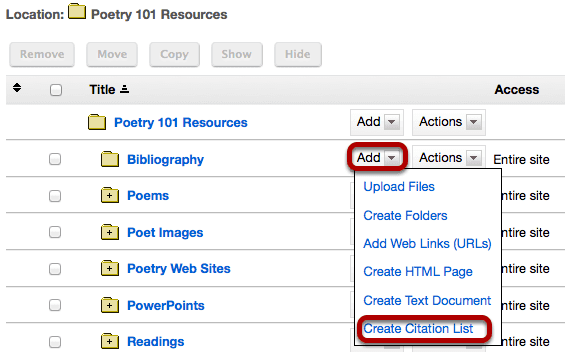 Location: Poetry 101 Resources
Remove Move Copy Show Hide
Title Access
Poetry 101 Resources Add Actions
Bibliography Add Actions Entire site
Poems Entire site
Poet Images Entire site
Poetry Web Sites Entire site
PowerPoints Entire site
Readings Entire site
Upload Files
Create Folders
Add Web Links (URLs)
Create HTML Page
Create Text Document
Create Citation List